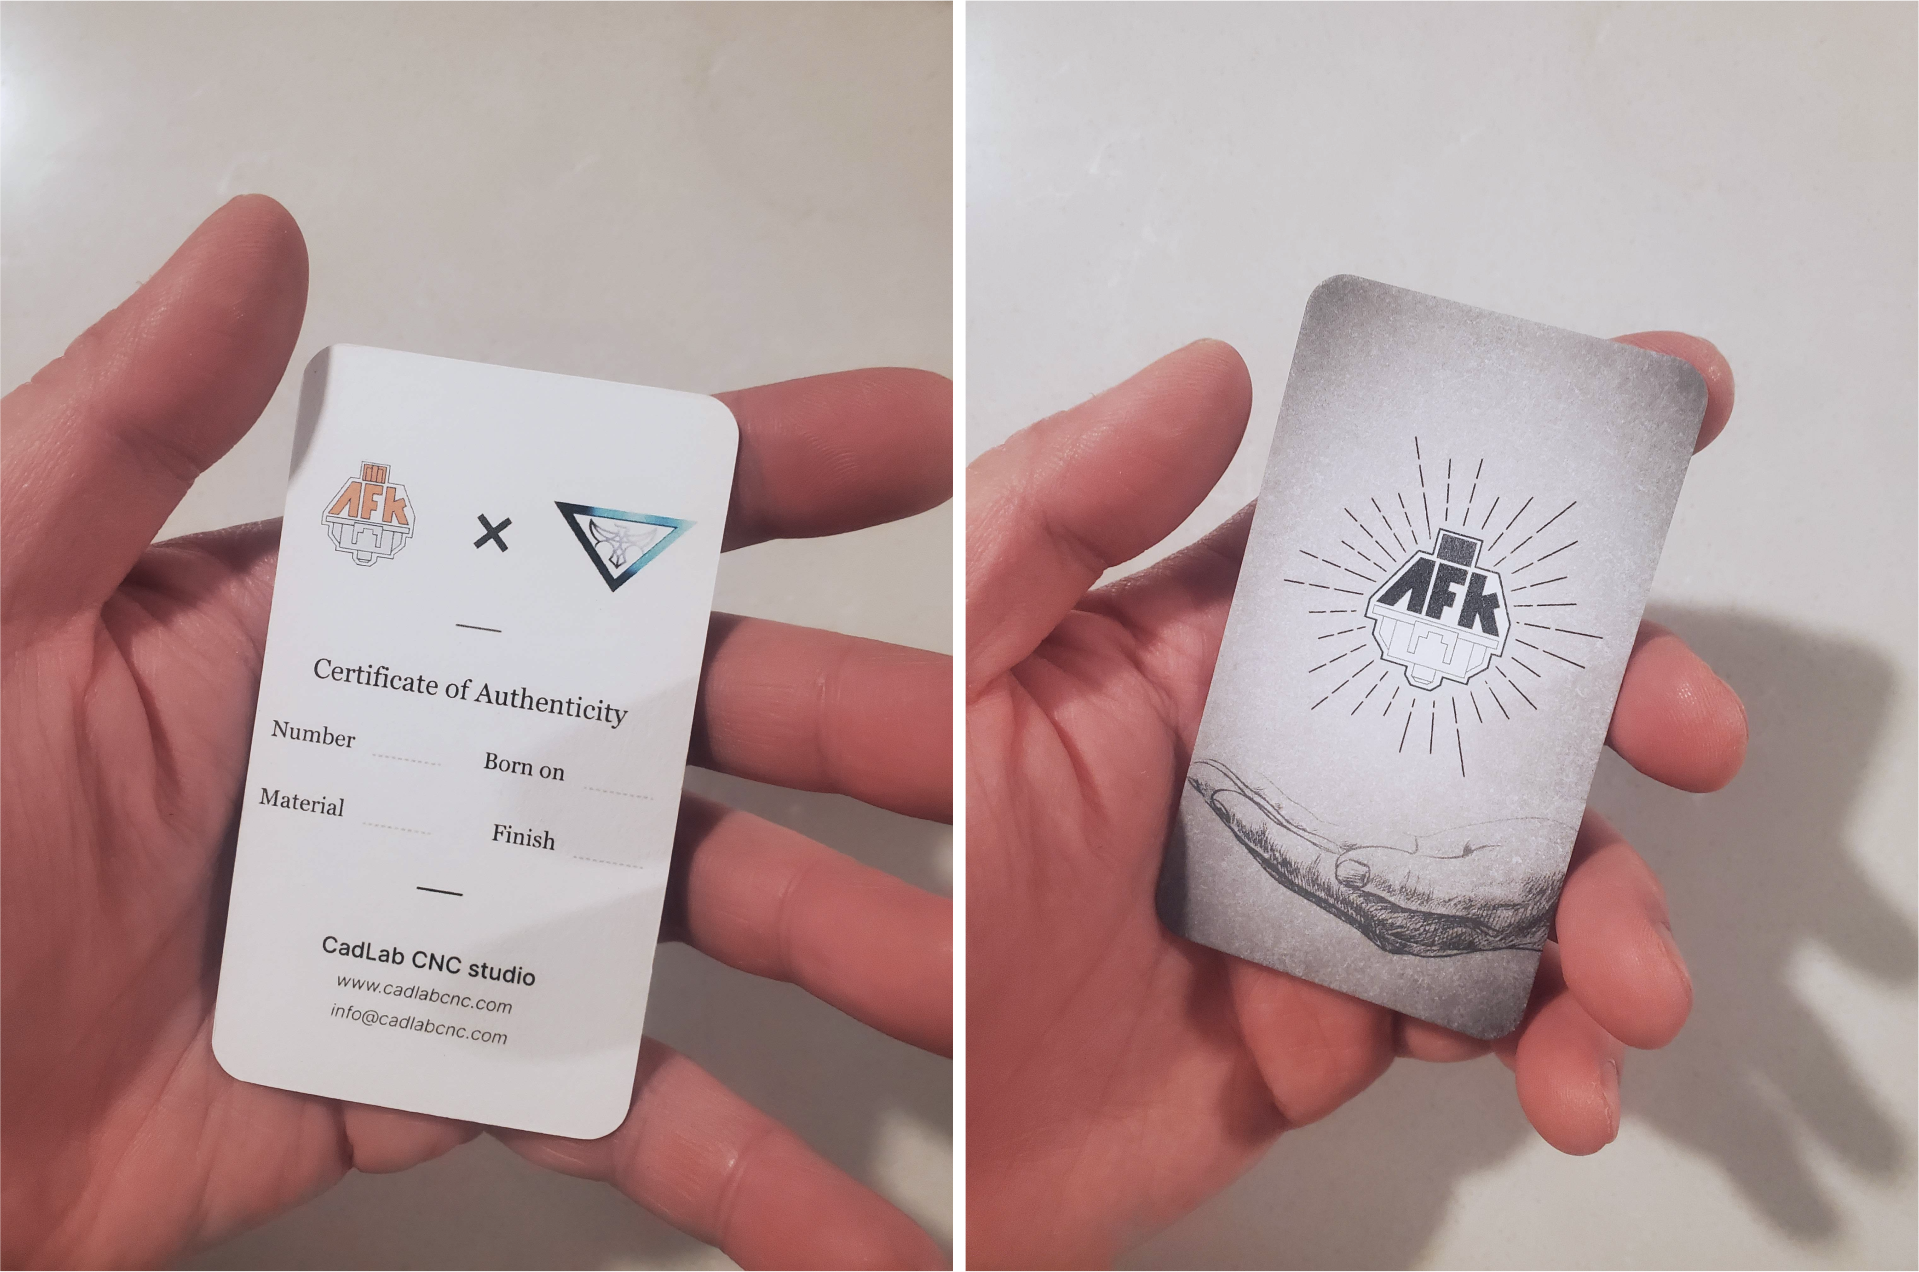 AFK
×
Certificate of Authenticity
Number
Born on
Material
Finish
CadLab CNC studio
www.cadlabcnc.com
info@cadlabcnc.com
AFK